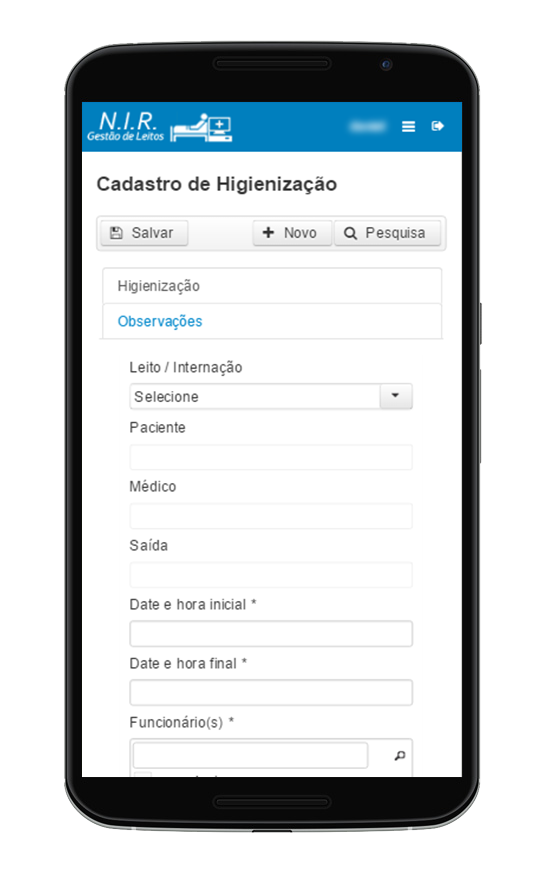 N.I.R.
Gestão de Leitos
Cadastro de Higienização
Salvar
Novo
Pesquisa
Higienização
Observações
Leito / Internação
Selecione
Paciente
Médico
Saída
Date e hora inicial *
Date e hora final *
Funcionário(s) *